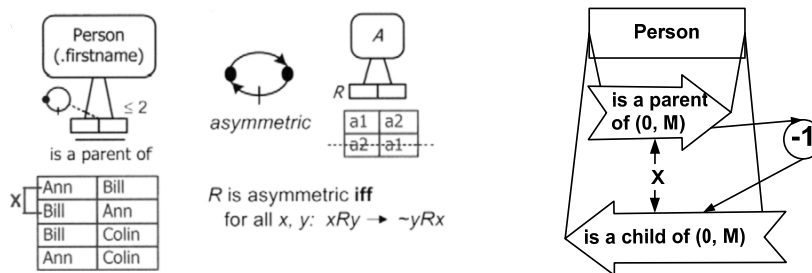 Person
(.firstname)
≤ 2
is a parent of
X
Ann Bill
Bill Ann
Bill Colin
Ann Colin
asymmetric
A
R
a1 a2
a2 a1
R is asymmetric iff
for all x, y: xRy → ~yRx
Person
is a parent
of (0, M)
-1
X
is a child of (0, M)